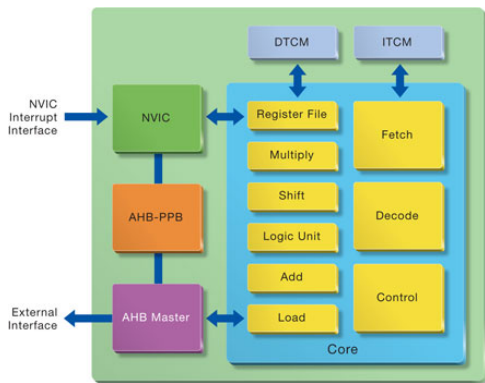 DTCM
ITCM
NVIC
Interrupt
Interface
NVIC
Register File
Fetch
Multiply
Shift
AHB-PPB
Decode
Logic Unit
Add
Control
External
Interface
AHB Master
Load
Core